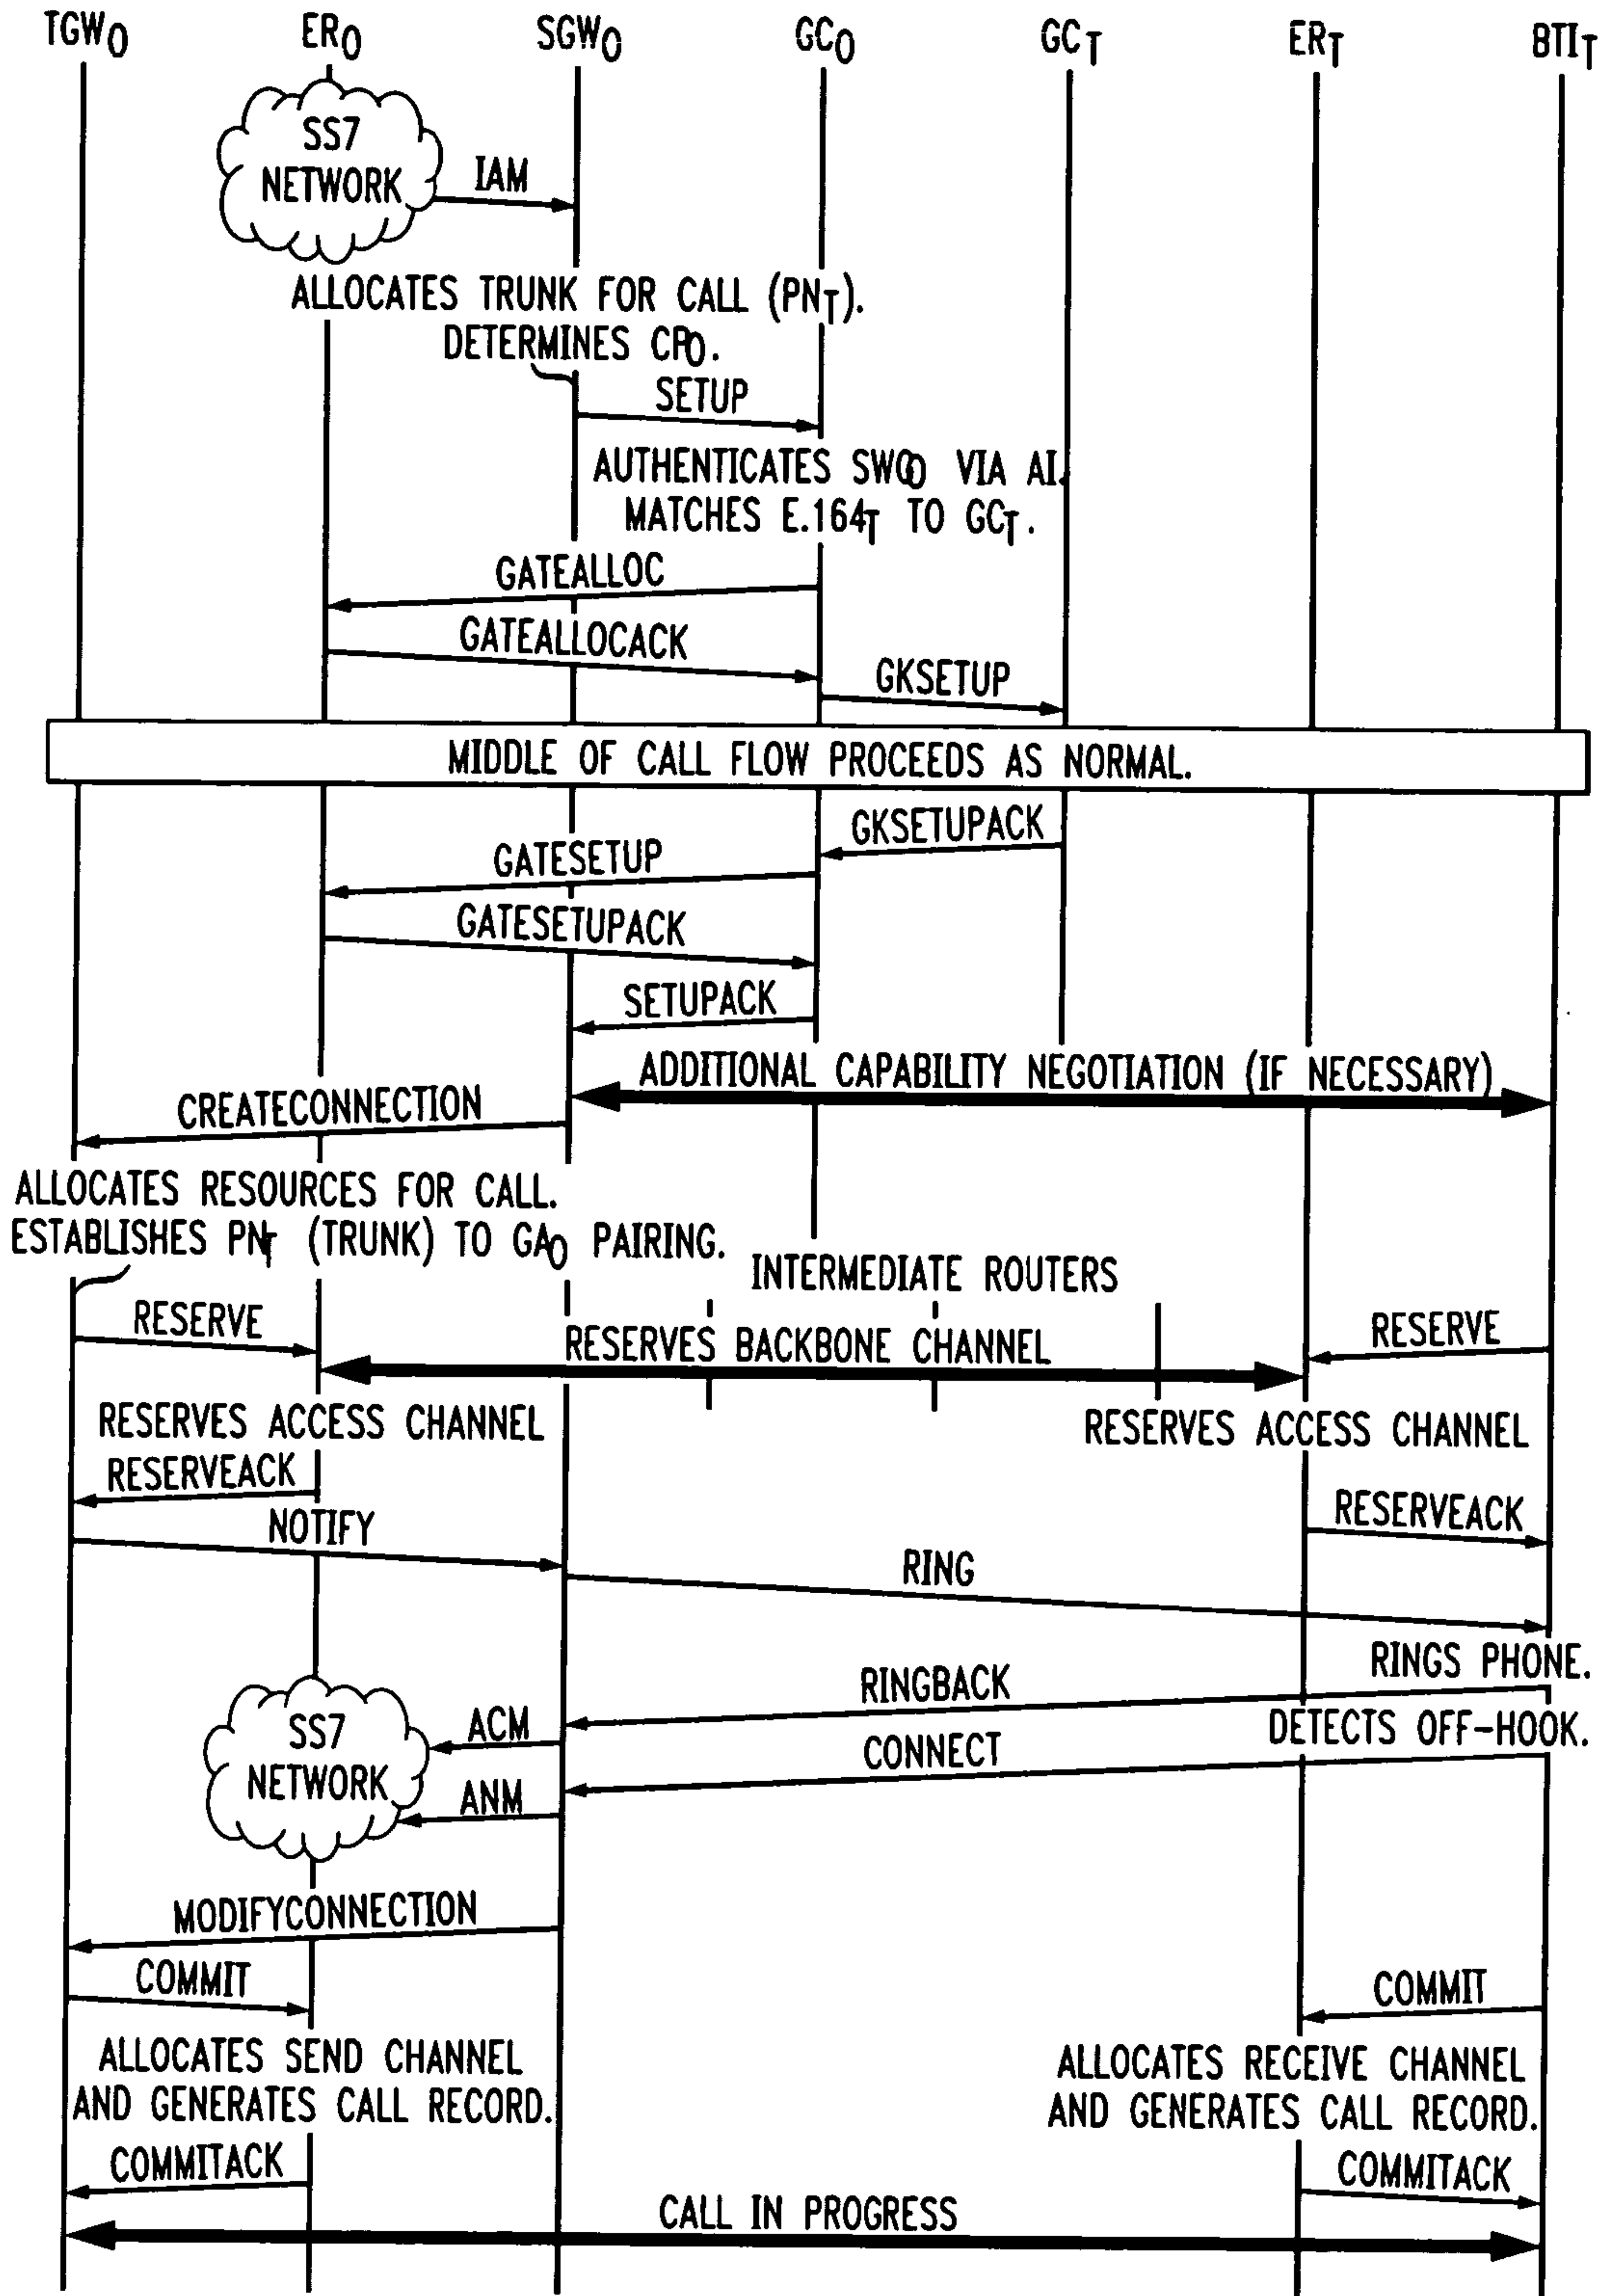 TGWO ERO SGWO GCO GCT ERT BTIT
SS7
NETWORK
IAM
ALLOCATES TRUNK FOR CALL (PNT).
DETERMINES CPO.
SETUP
AUTHENTICATES SWGO VIA AI.
MATCHES E.164T TO GCT.
GATEALLOC
GATEALLOCACK
GKSETUP
MIDDLE OF CALL FLOW PROCEEDS AS NORMAL.
GKSETUPACK
GATESETUP
GATESETUPACK
SETUPACK
ADDITIONAL CAPABILITY NEGOTIATION (IF NECESSARY)
CREATECONNECTION
ALLOCATES RESOURCES FOR CALL.
ESTABLISHES PNT (TRUNK) TO GAO PAIRING.
INTERMEDIATE ROUTERS
RESERVE
RESERVES BACKBONE CHANNEL
RESERVE
RESERVES ACCESS CHANNEL
RESERVES ACCESS CHANNEL
RESERVEACK
RESERVEACK
NOTIFY
RING
RINGS PHONE.
RINGBACK
SS7
NETWORK
ACM
DETECTS OFF-HOOK.
CONNECT
ANM
MODIFYCONNECTION
COMMIT
COMMIT
ALLOCATES SEND CHANNEL
AND GENERATES CALL RECORD.
ALLOCATES RECEIVE CHANNEL
AND GENERATES CALL RECORD.
COMMITACK
COMMITACK
CALL IN PROGRESS